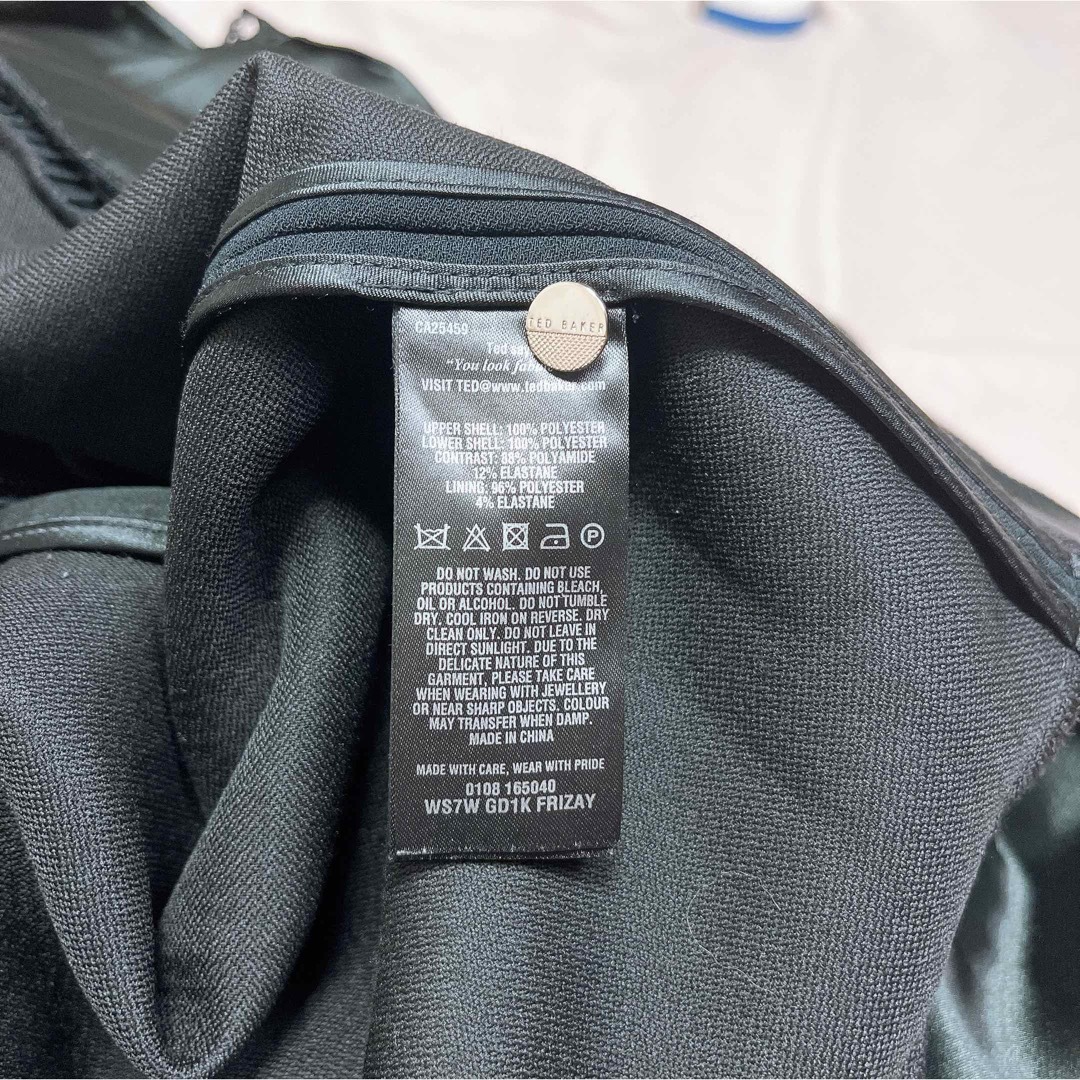 CA25459
TED BAKER
Ted
"You look
VISIT TED@www.tedbaker.com
UPPER SHELL: 100% POLYESTER
LOWER SHELL: 100% POLYESTER
CONTRAST: 88% POLYAMIDE
12% ELASTANE
LINING: 96% POLYESTER
4% ELASTANE
P
DO NOT WASH. DO NOT USE
PRODUCTS CONTAINING BLEACH,
OIL OR ALCOHOL. DO NOT TUMBLE
DRY. COOL IRON ON REVERSE. DRY
CLEAN ONLY. DO NOT LEAVE IN
DIRECT SUNLIGHT. DUE TO THE
DELICATE NATURE OF THIS
GARMENT, PLEASE TAKE CARE
WHEN WEARING WITH JEWELLERY
OR NEAR SHARP OBJECTS. COLOUR
MAY TRANSFER WHEN DAMP.
MADE IN CHINA
MADE WITH CARE, WEAR WITH PRIDE
0108 165040
WS7W GD1K FRIZAY